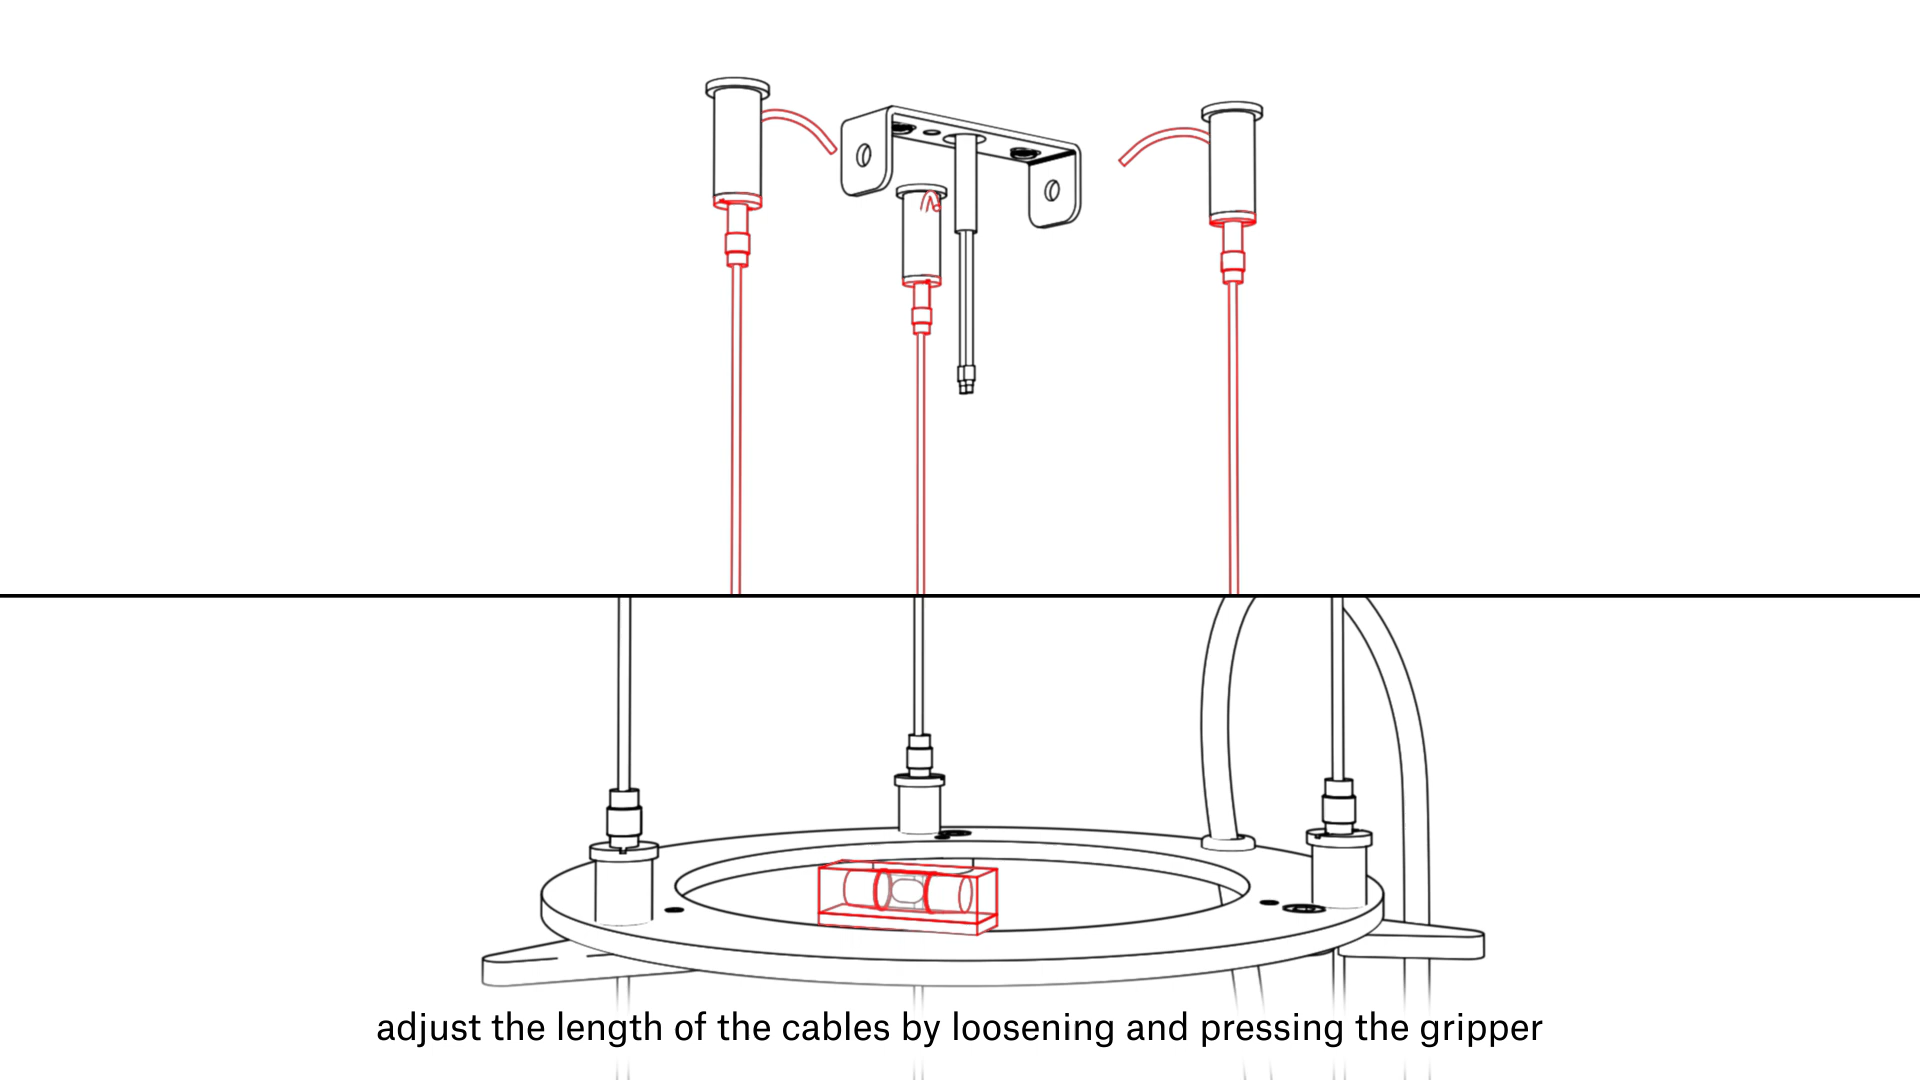 adjust the length of the cables by loosening and pressing the gripper